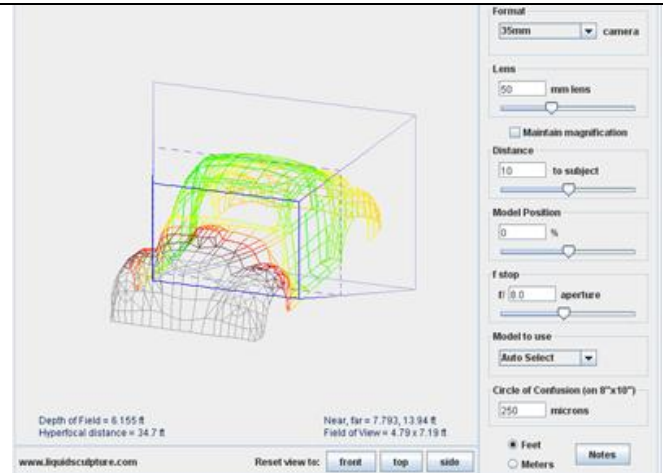 Format
35mm camera
Lens
50 mm lens
Maintain magnification
Distance
10 to subject
Model Position
0 %
f stop
f/ 8.0 aperture
Model to use
Auto Select
Circle of Confusion (on 8"x10")
250 microns
Feet
Meters
Notes
Depth of Field = 6.155 ft
Hyperfocal distance = 34.7 ft
Near, far = 7.793, 13.94 ft
Field of View = 4.79 x 7.19 ft
www.liquidsculpture.com
Reset view to: front top side